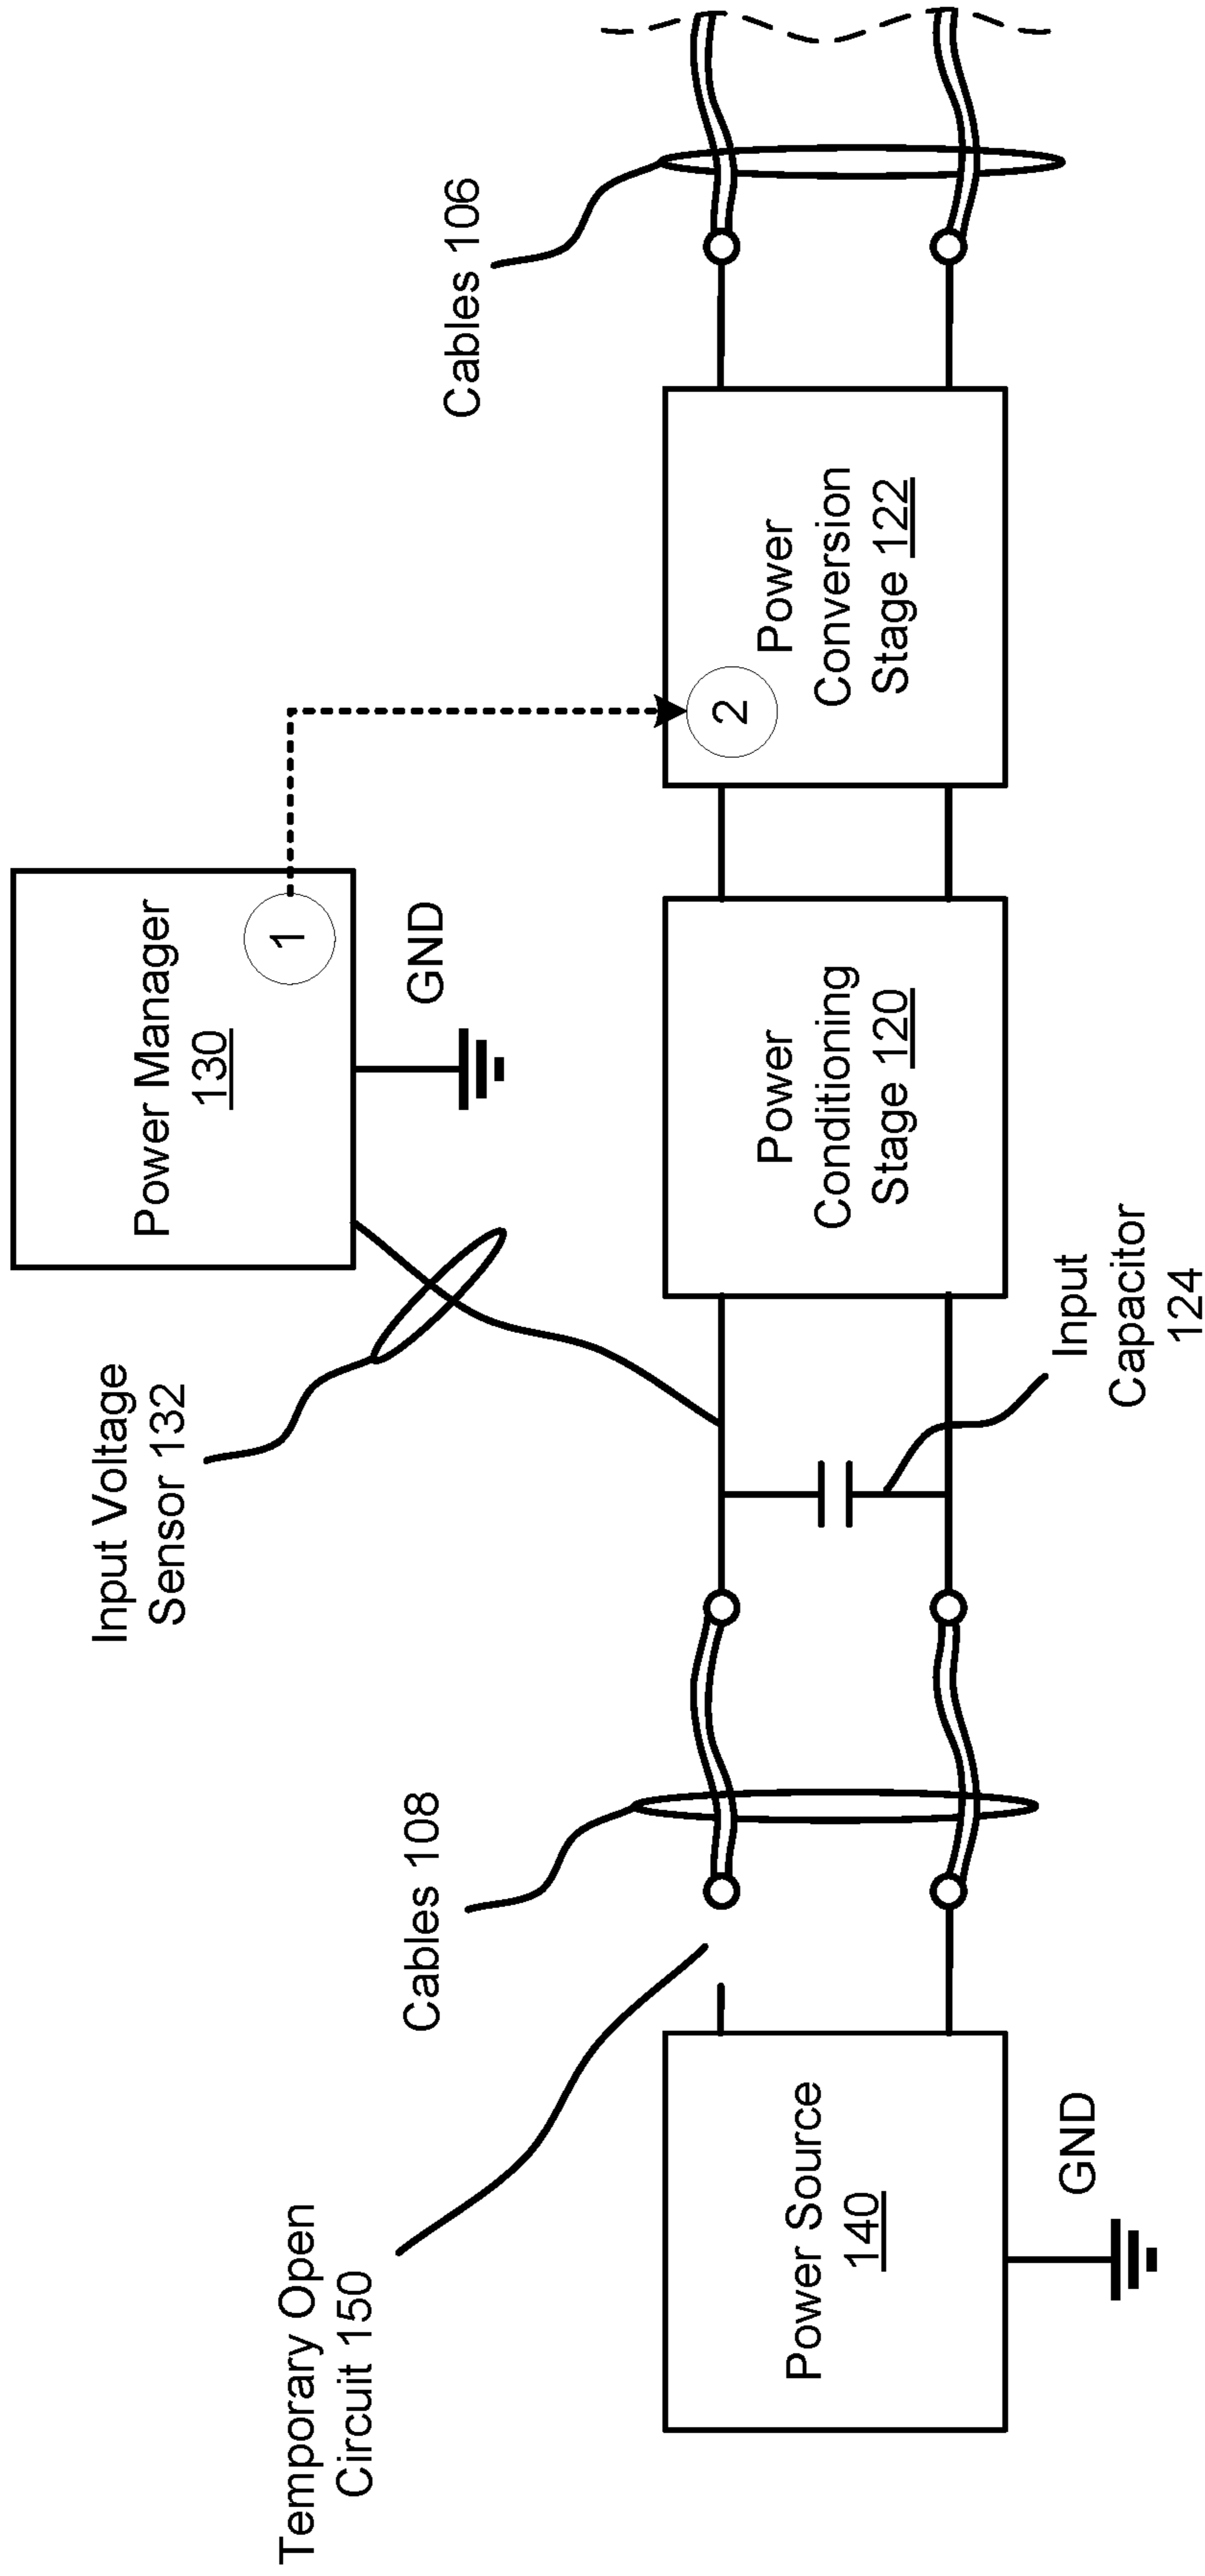 Temporary Open
Circuit 150
Input Voltage
Sensor 132
Power Manager
130
1
GND
Cables 108
Cables 106
Power Source
140
GND
Power
Conditioning
Stage 120
2
Power
Conversion
Stage 122
Input
Capacitor
124